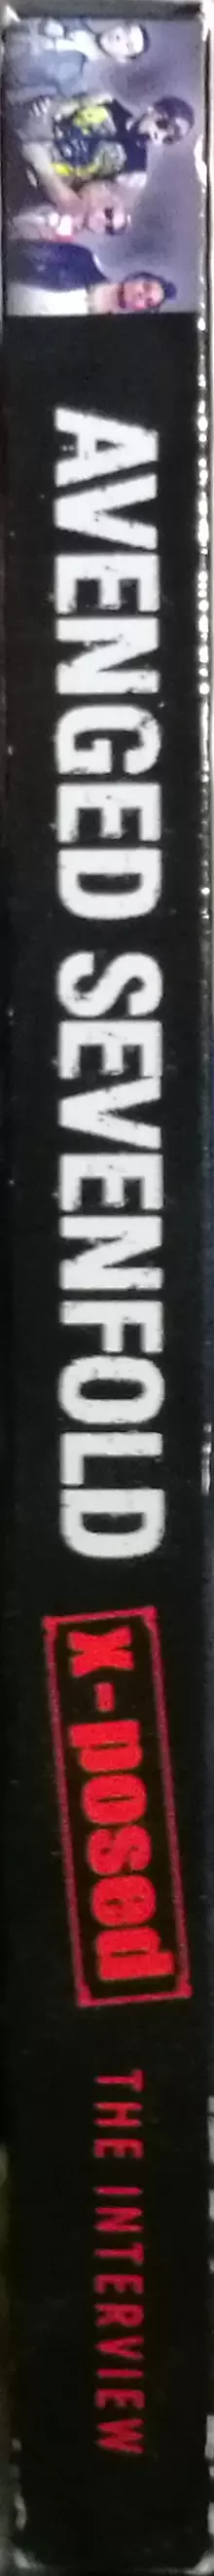 AVENGED SEVENFOLD
x-posed
THE INTERVIEW